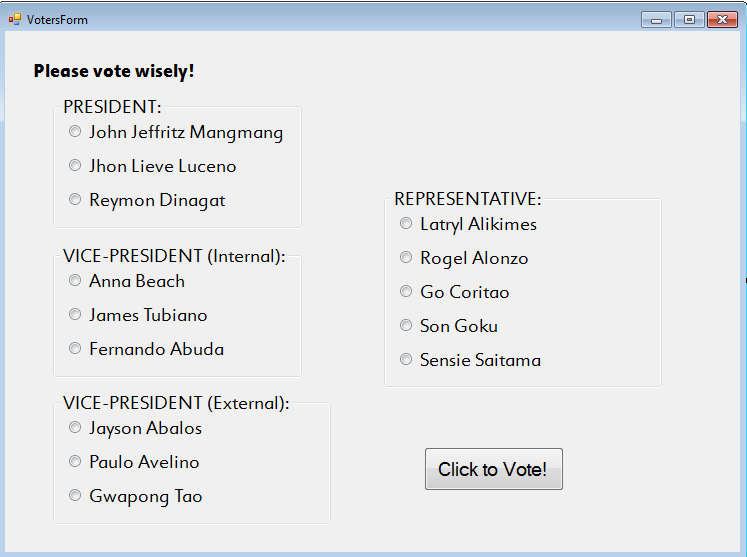 VotersForm
Please vote wisely!
PRESIDENT:
John Jeffritz Mangmang
Jhon Lieve Luceno
Reymon Dinagat
VICE-PRESIDENT (Internal):
Anna Beach
James Tubiano
Fernando Abuda
VICE-PRESIDENT (External):
Jayson Abalos
Paulo Avelino
Gwapong Tao
REPRESENTATIVE:
Latryl Alikimes
Rogel Alonzo
Go Coritao
Son Goku
Sensie Saitama
Click to Vote!